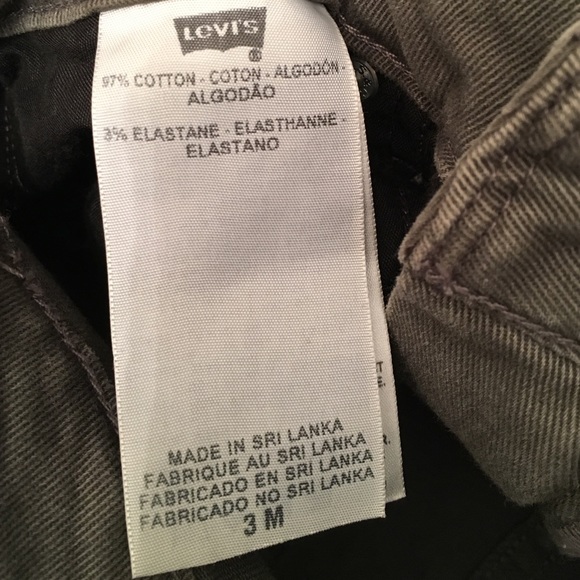 Levi's
®
97% COTTON - COTON - ALGODÓN -
ALGODÃO
3% ELASTANE - ELASTHANNE -
ELASTANO
MADE IN SRI LANKA
FABRIQUE AU SRI LANKA
FABRICADO EN SRI LANKA
FABRICADO NO SRI LANKA
3 M